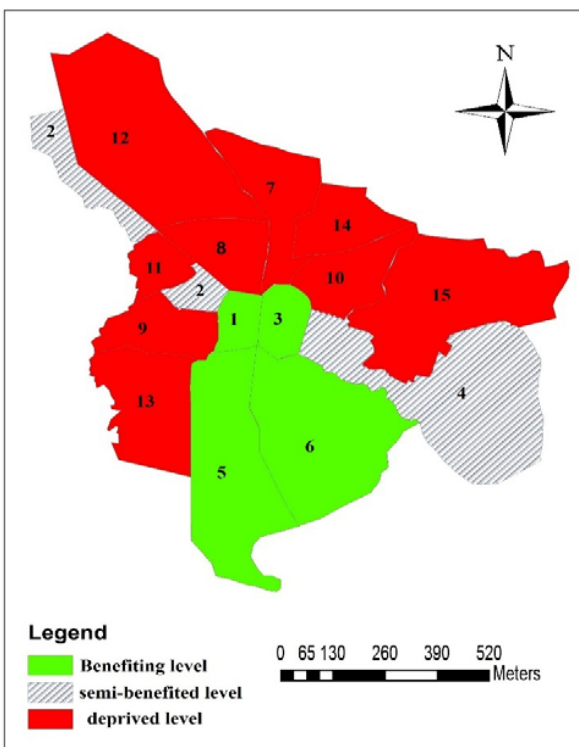 N
2
12
7
14
8
11
10
2
15
1
3
9
4
13
6
5
Legend
Benefiting level
semi-benefited level
deprived level
0 65 130 260 390 520
Meters